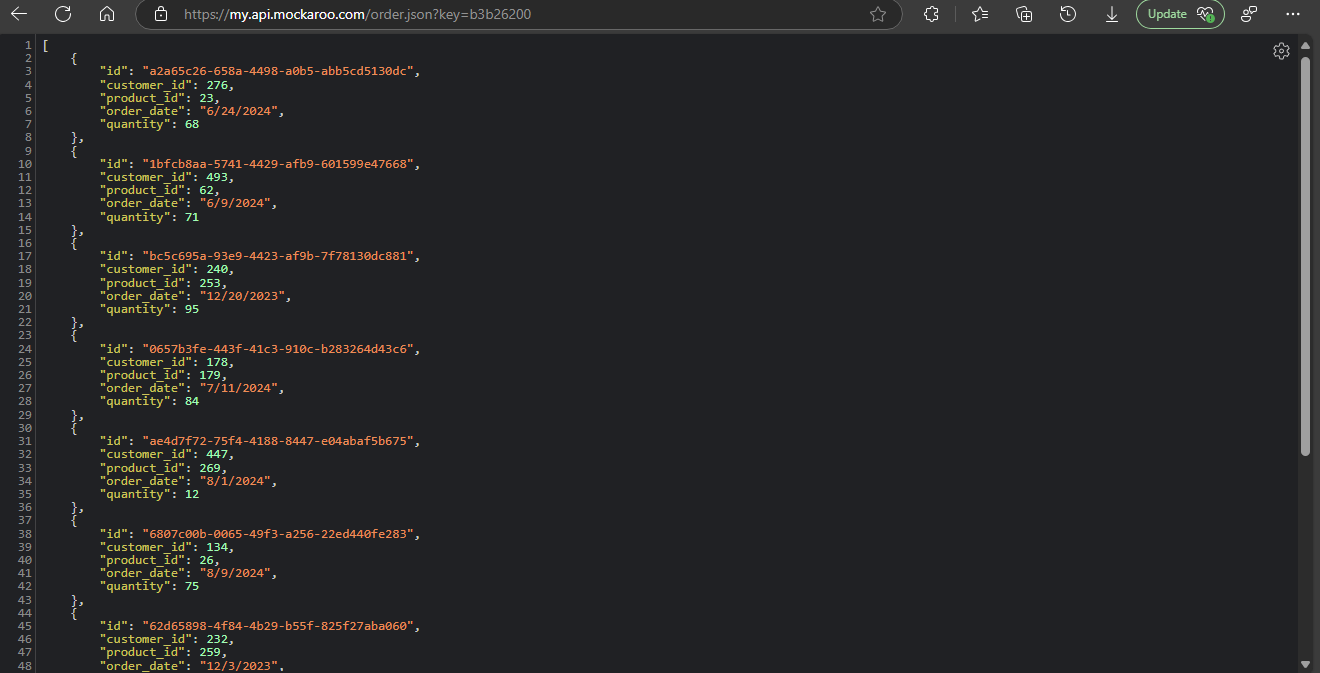 https://my.api.mockaroo.com/order.json?key=b3b26200
Update
1 [
2 {
3 "id": "a2a65c26-658a-4498-a0b5-abb5cd5130dc",
4 "customer_id": 276,
5 "product_id": 23,
6 "order_date": "6/24/2024",
7 "quantity": 68
8 },
9 {
10 "id": "1bfcb8aa-5741-4429-afb9-601599e47668",
11 "customer_id": 493,
12 "product_id": 62,
13 "order_date": "6/9/2024",
14 "quantity": 71
15 },
16 {
17 "id": "bc5c695a-93e9-4423-af9b-7f78130dc881",
18 "customer_id": 240,
19 "product_id": 253,
20 "order_date": "12/20/2023",
21 "quantity": 95
22 },
23 {
24 "id": "0657b3fe-443f-41c3-910c-b283264d43c6",
25 "customer_id": 178,
26 "product_id": 179,
27 "order_date": "7/11/2024",
28 "quantity": 84
29 },
30 {
31 "id": "ae4d7f72-75f4-4188-8447-e04abaf5b675",
32 "customer_id": 447,
33 "product_id": 269,
34 "order_date": "8/1/2024",
35 "quantity": 12
36 },
37 {
38 "id": "6807c00b-0065-49f3-a256-22ed440fe283",
39 "customer_id": 134,
40 "product_id": 26,
41 "order_date": "8/9/2024",
42 "quantity": 75
43 },
44 {
45 "id": "62d65898-4f84-4b29-b55f-825f27aba060",
46 "customer_id": 232,
47 "product_id": 259,
48 "order_date": "12/3/2023",